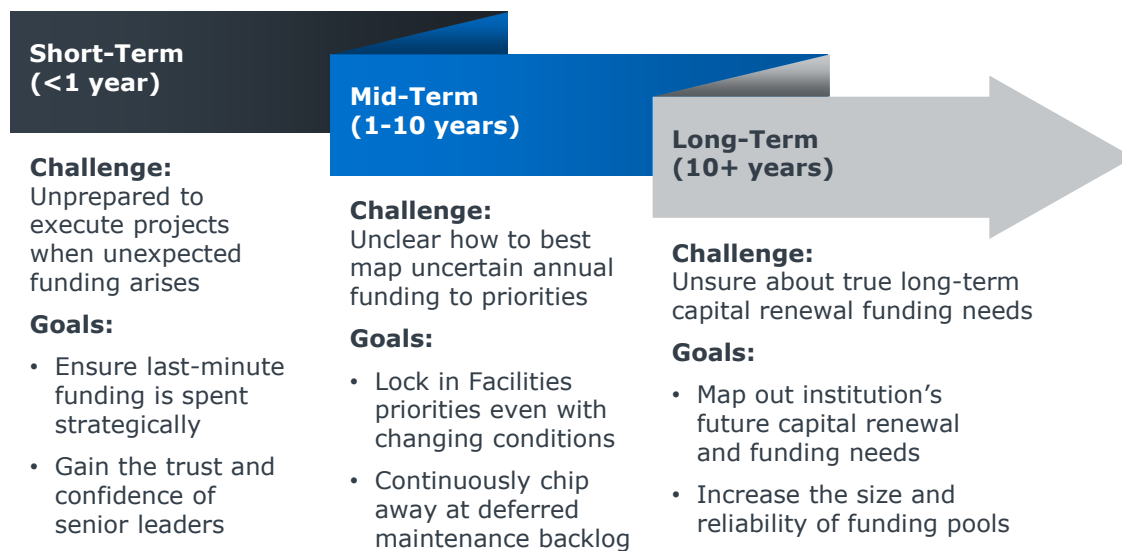 Short-Term
(<1 year)
Challenge:
Unprepared to
execute projects
when unexpected
funding arises
Goals:
• Ensure last-minute
funding is spent
strategically
• Gain the trust and
confidence of
senior leaders
Mid-Term
(1-10 years)
Challenge:
Unclear how to best
map uncertain annual
funding to priorities
Goals:
• Lock in Facilities
priorities even with
changing conditions
• Continuously chip
away at deferred
maintenance backlog
Long-Term
(10+ years)
Challenge:
Unsure about true long-term
capital renewal funding needs
Goals:
• Map out institution’s
future capital renewal
and funding needs
• Increase the size and
reliability of funding pools